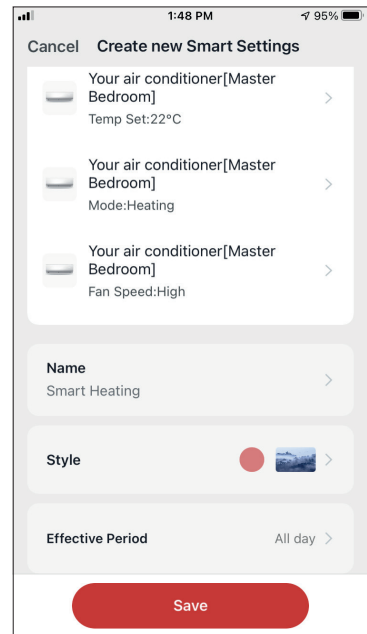 1:48 PM
95%
Cancel Create new Smart Settings
Your air conditioner[Master
Bedroom]
Temp Set:22°C
Your air conditioner[Master
Bedroom]
Mode:Heating
Your air conditioner[Master
Bedroom]
Fan Speed:High
Name
Smart Heating
Style
Effective Period All day
Save